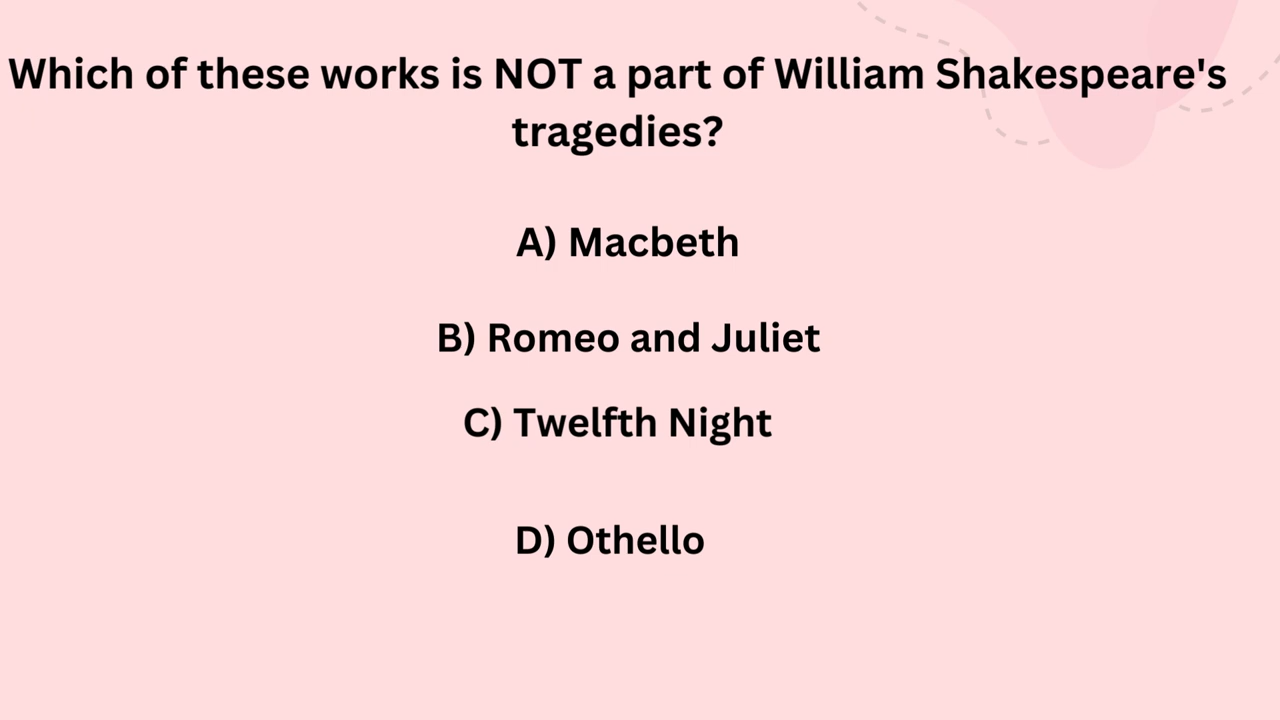 Which of these works is NOT a part of William Shakespeare's
tragedies?
A) Macbeth
B) Romeo and Juliet
C) Twelfth Night
D) Othello